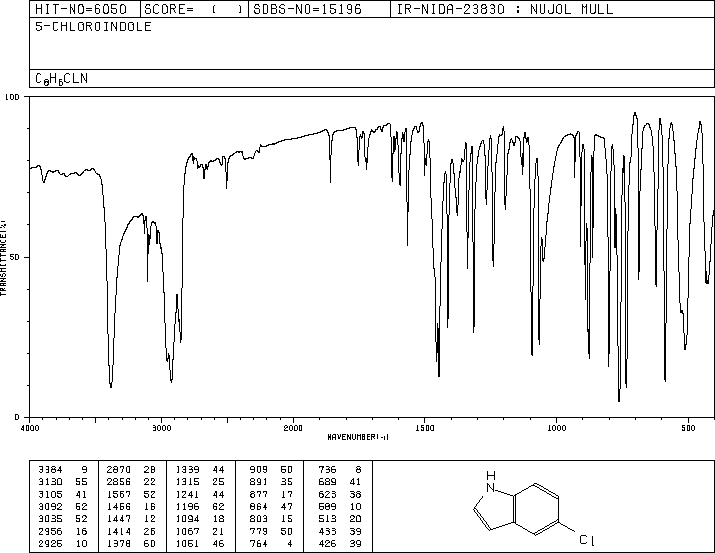 HIT-NO=6050 SCORE= ( ) SDBS-NO=15196 IR-NIDA-23830 : NUJOL MULL
5-CHLOROINDOLE
C8H6CLN
100
50
0
TRANSMITTANCE(%)
4000 3000 2000 1500 1000 500
WAVENUMBER(-1)
3384 9 2870 28 1339 44 909 50 736 8
3130 55 2856 22 1315 25 891 35 689 41
3105 41 1567 52 1241 44 877 17 623 38
3092 52 1456 16 1196 62 864 47 589 10
3035 52 1447 12 1094 18 803 15 513 20
2956 16 1414 26 1067 21 779 50 433 39
2925 10 1378 60 1051 46 764 4 426 39
H
N
Cl